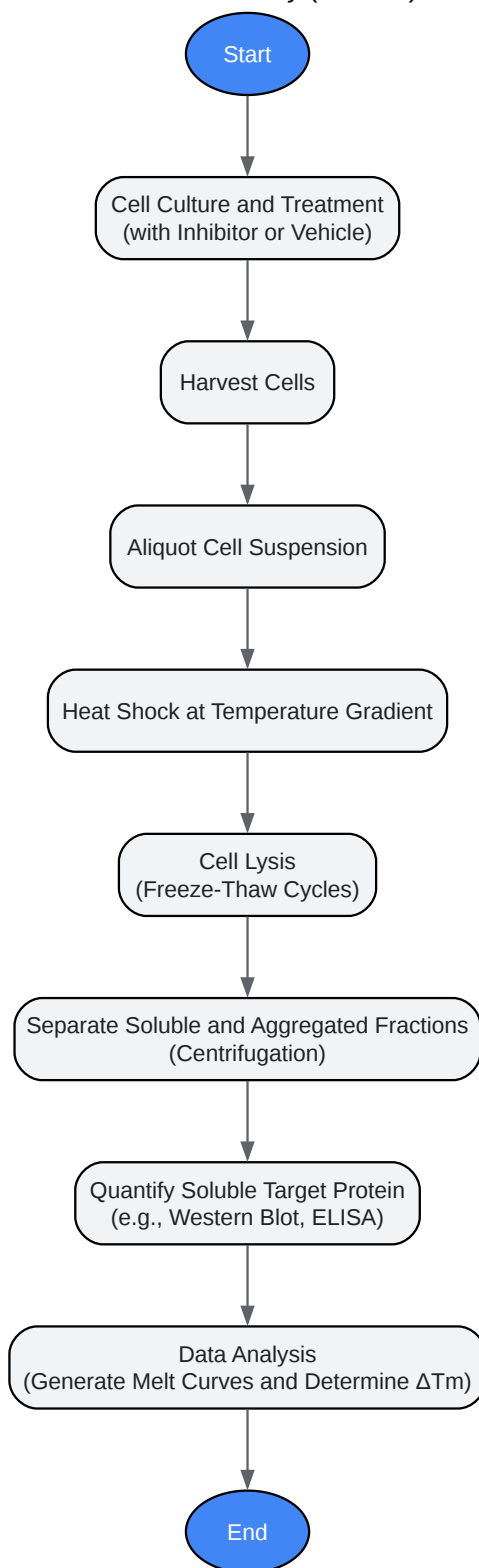 Start
Cell Culture and Treatment
(with Inhibitor or Vehicle)
Harvest Cells
Aliquot Cell Suspension
Heat Shock at Temperature Gradient
Cell Lysis
(Freeze-Thaw Cycles)
Separate Soluble and Aggregated Fractions
(Centrifugation)
Quantify Soluble Target Protein
(e.g., Western Blot, ELISA)
Data Analysis
(Generate Melt Curves and Determine ΔTm)
End